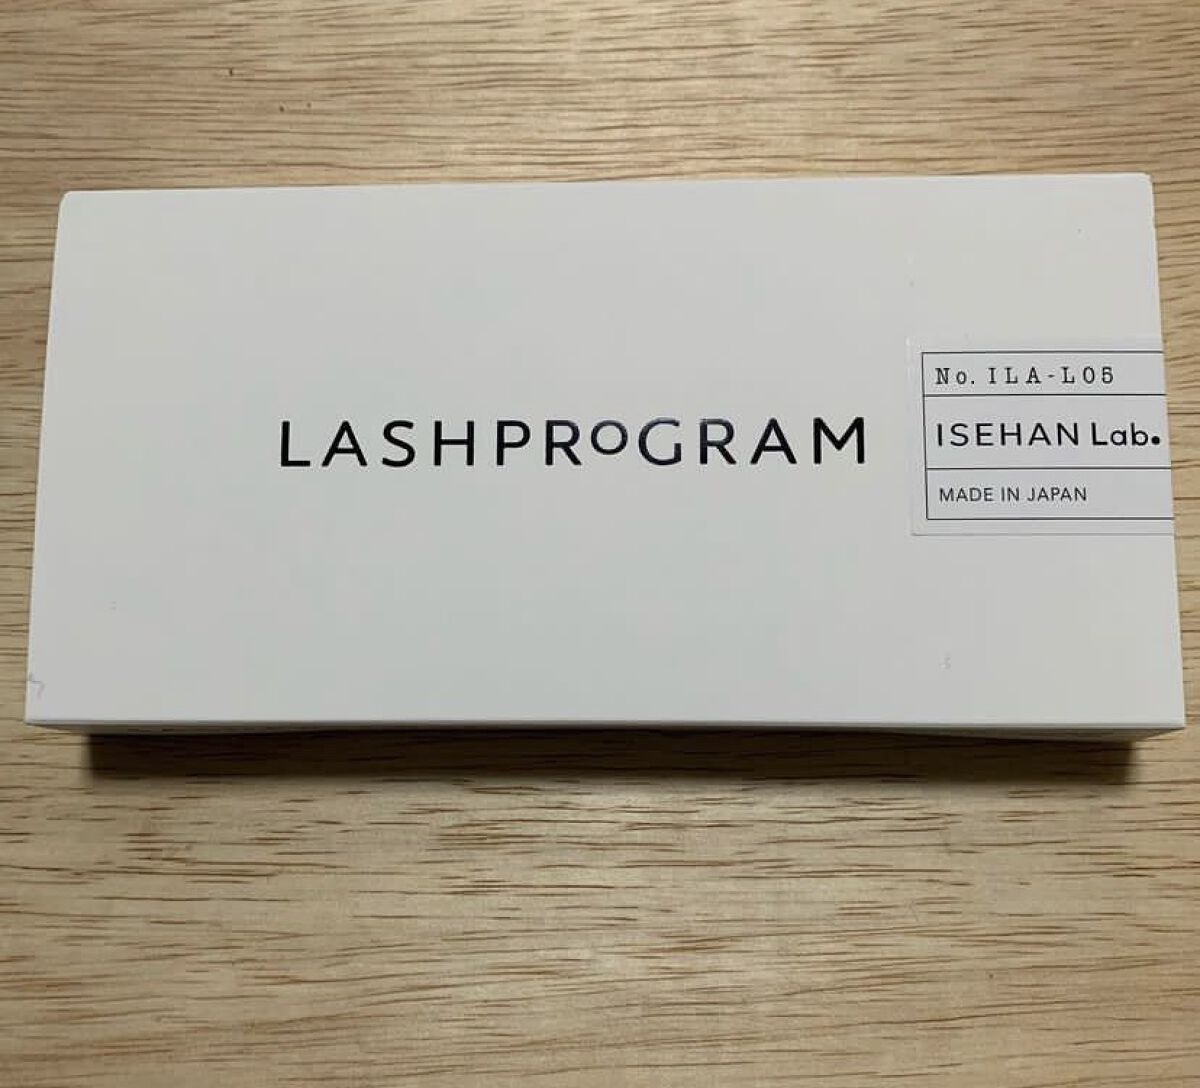 LASHPROGRAM
No. ILA-L05
ISEHAN Lab.
MADE IN JAPAN